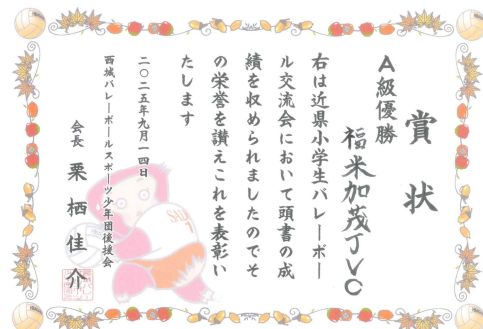 賞状
A級優勝
福米加茂JVC
右は近県小学生バレーボー
ル交流会において頭書の成
績を収められましたのでそ
の栄誉を讃えこれを表彰い
たします
二〇二五年九月一四日
西城バレーボールスポーツ少年団後援会
会長 栗栖佳介